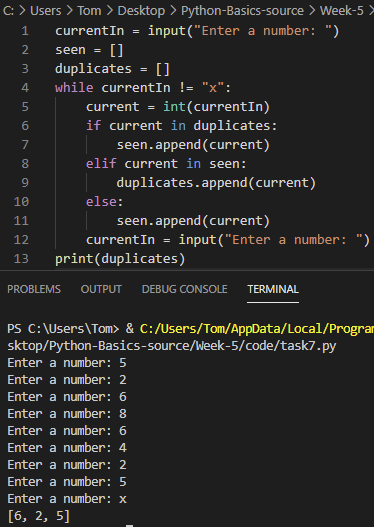 C: > Users > Tom > Desktop > Python-Basics-source > Week-5 >
1 currentIn = input("Enter a number: ")
2 seen = []
3 duplicates = []
4 while currentIn != "x":
5     current = int(currentIn)
6     if current in duplicates:
7         seen.append(current)
8     elif current in seen:
9         duplicates.append(current)
10     else:
11         seen.append(current)
12     currentIn = input("Enter a number: ")
13 print(duplicates)
PROBLEMS OUTPUT DEBUG CONSOLE TERMINAL
PS C:\Users\Tom> & C:/Users/Tom/AppData/Local/Program
sktop/Python-Basics-source/Week-5/code/task7.py
Enter a number: 5
Enter a number: 2
Enter a number: 6
Enter a number: 8
Enter a number: 6
Enter a number: 4
Enter a number: 2
Enter a number: 5
Enter a number: x
[6, 2, 5]